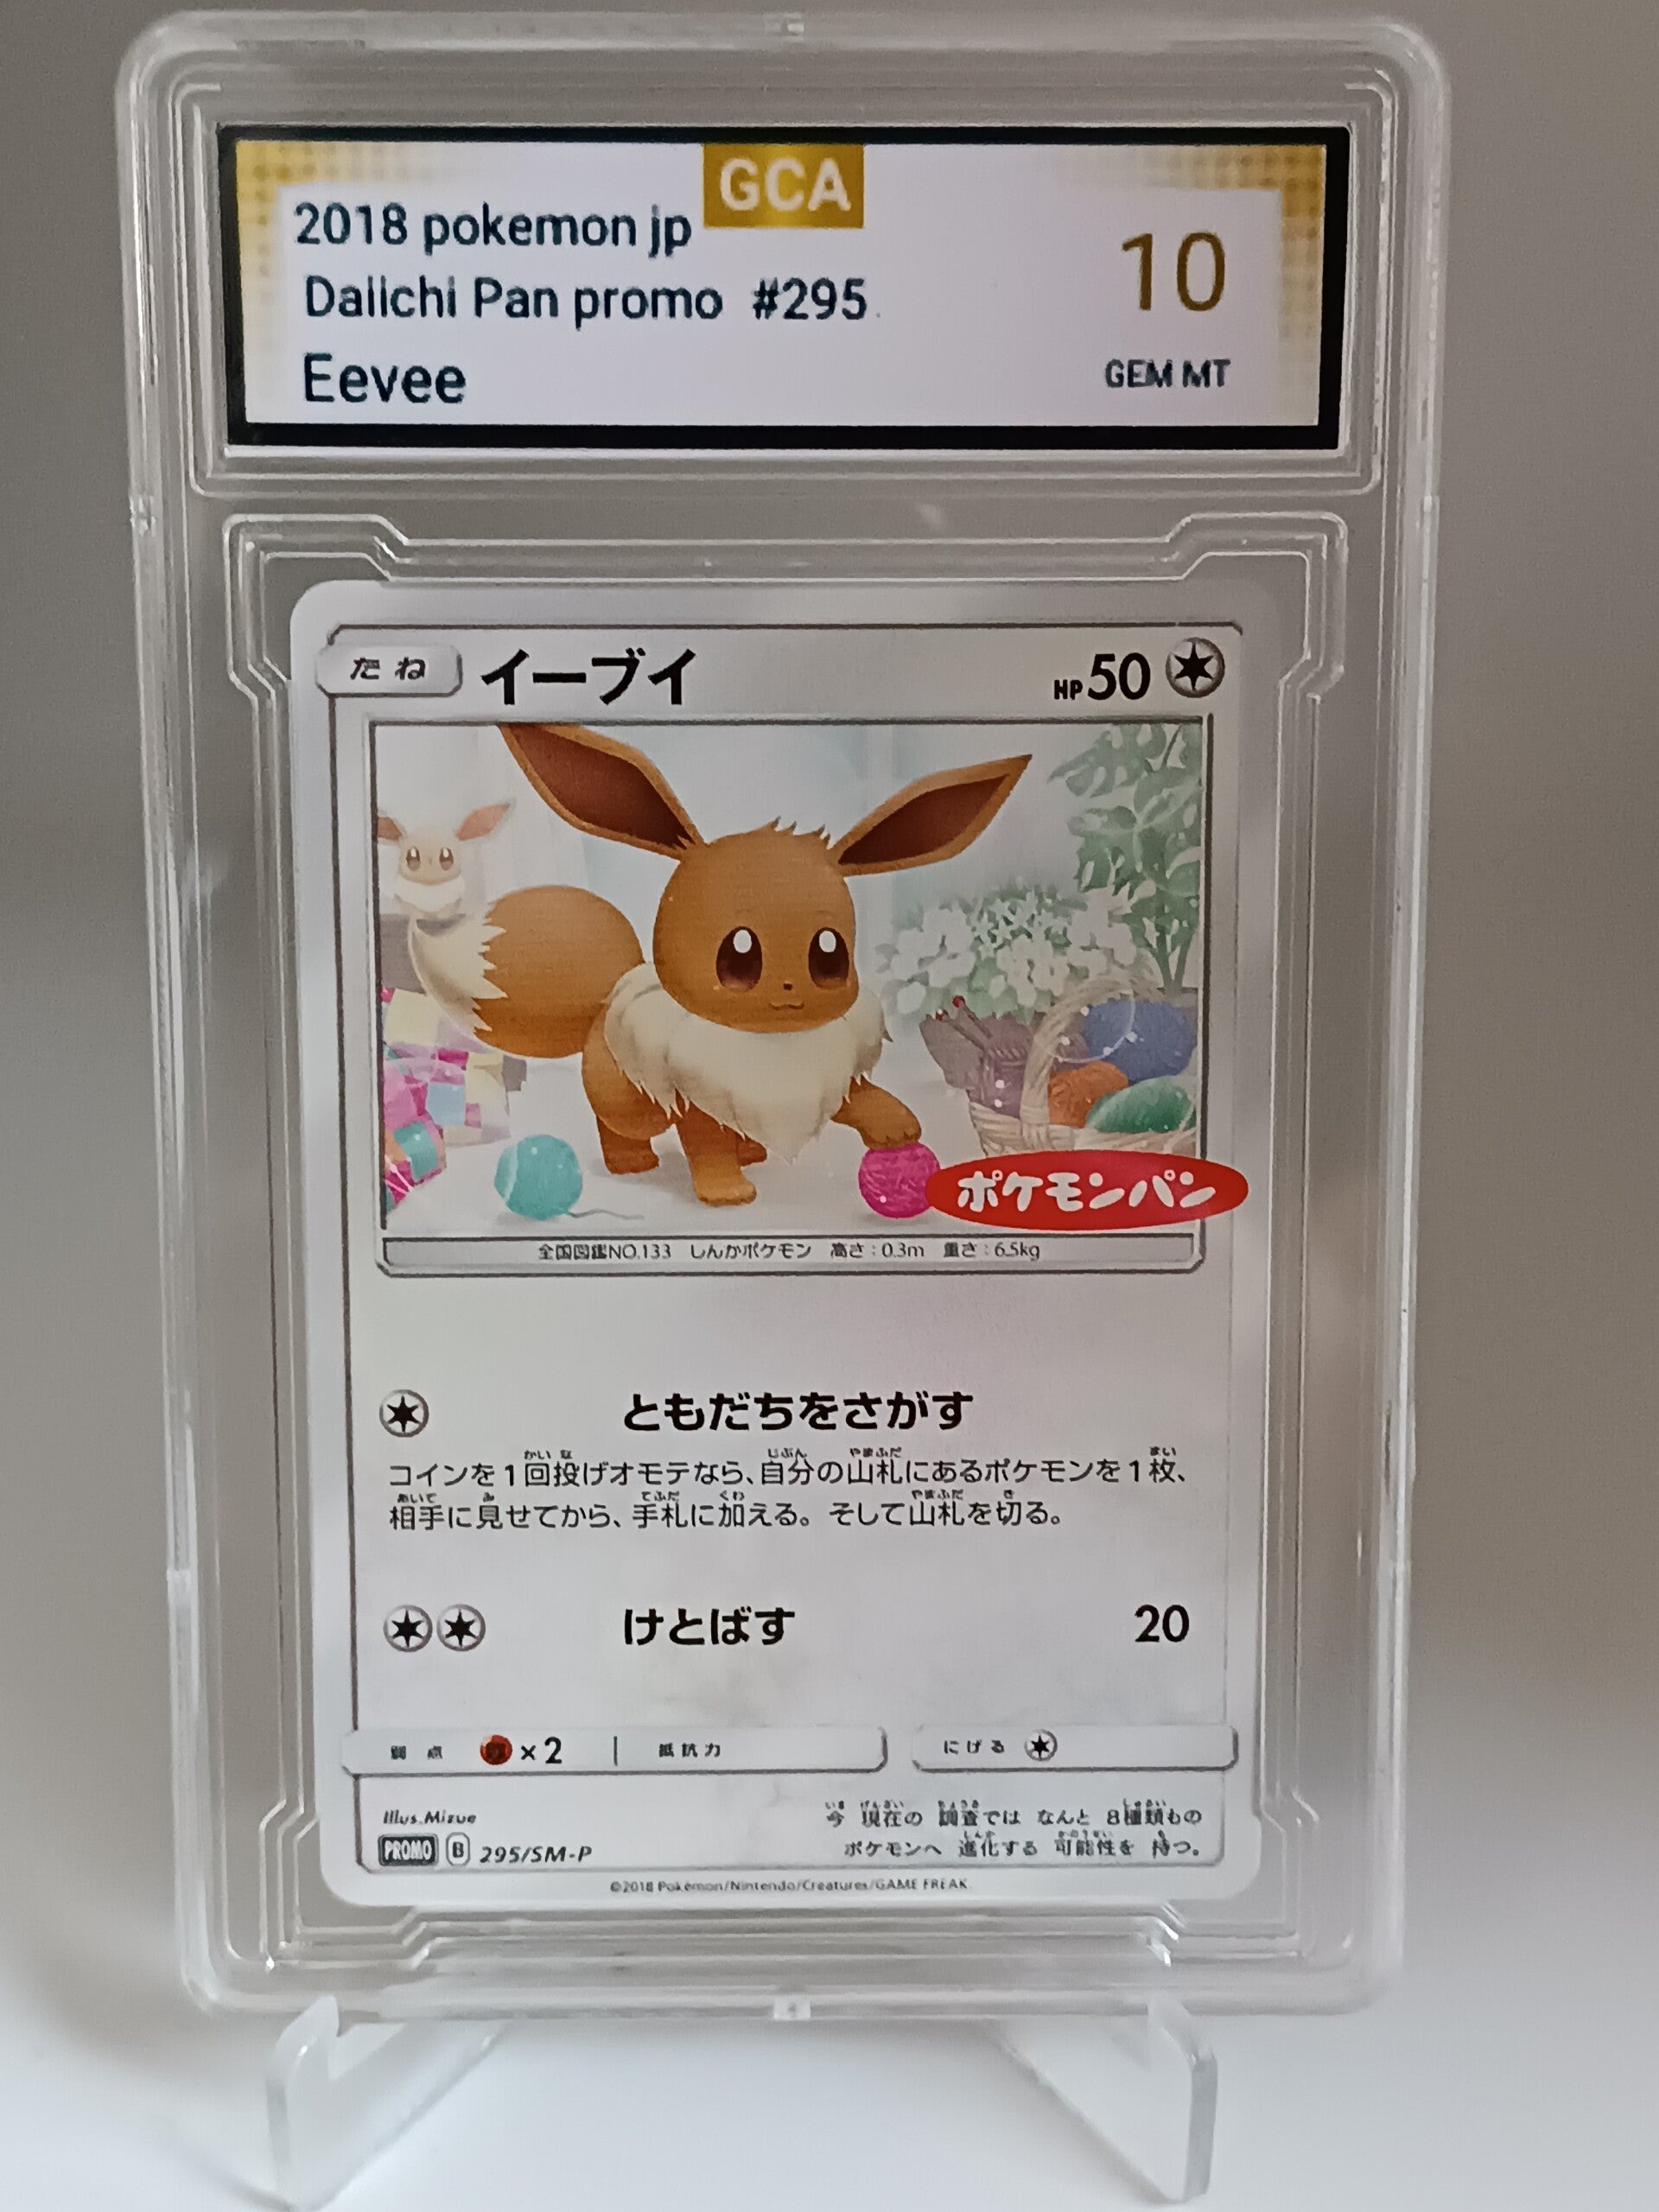 GCA
2018 pokemon jp
Daiichi Pan promo #295
10
Eevee
GEM MT
たね
イーブイ
HP50
ポケモンパン
全国図鑑NO.133 しんかポケモン 高さ:0.3m 重さ:6.5kg
ともだちをさがす
コインを1回投げオモテなら、自分の山札にあるポケモンを1枚、
相手に見せてから、手札に加える。そして山札を切る。
けとばす 20
弱点 ×2 抵抗力 にげる
Illus.Mizue
PROMO B 295/SM-P
今 現在の 調査では なんと 8種類もの
ポケモンへ 進化する 可能性を 持つ。
©2018 Pokémon/Nintendo/Creatures/GAME FREAK